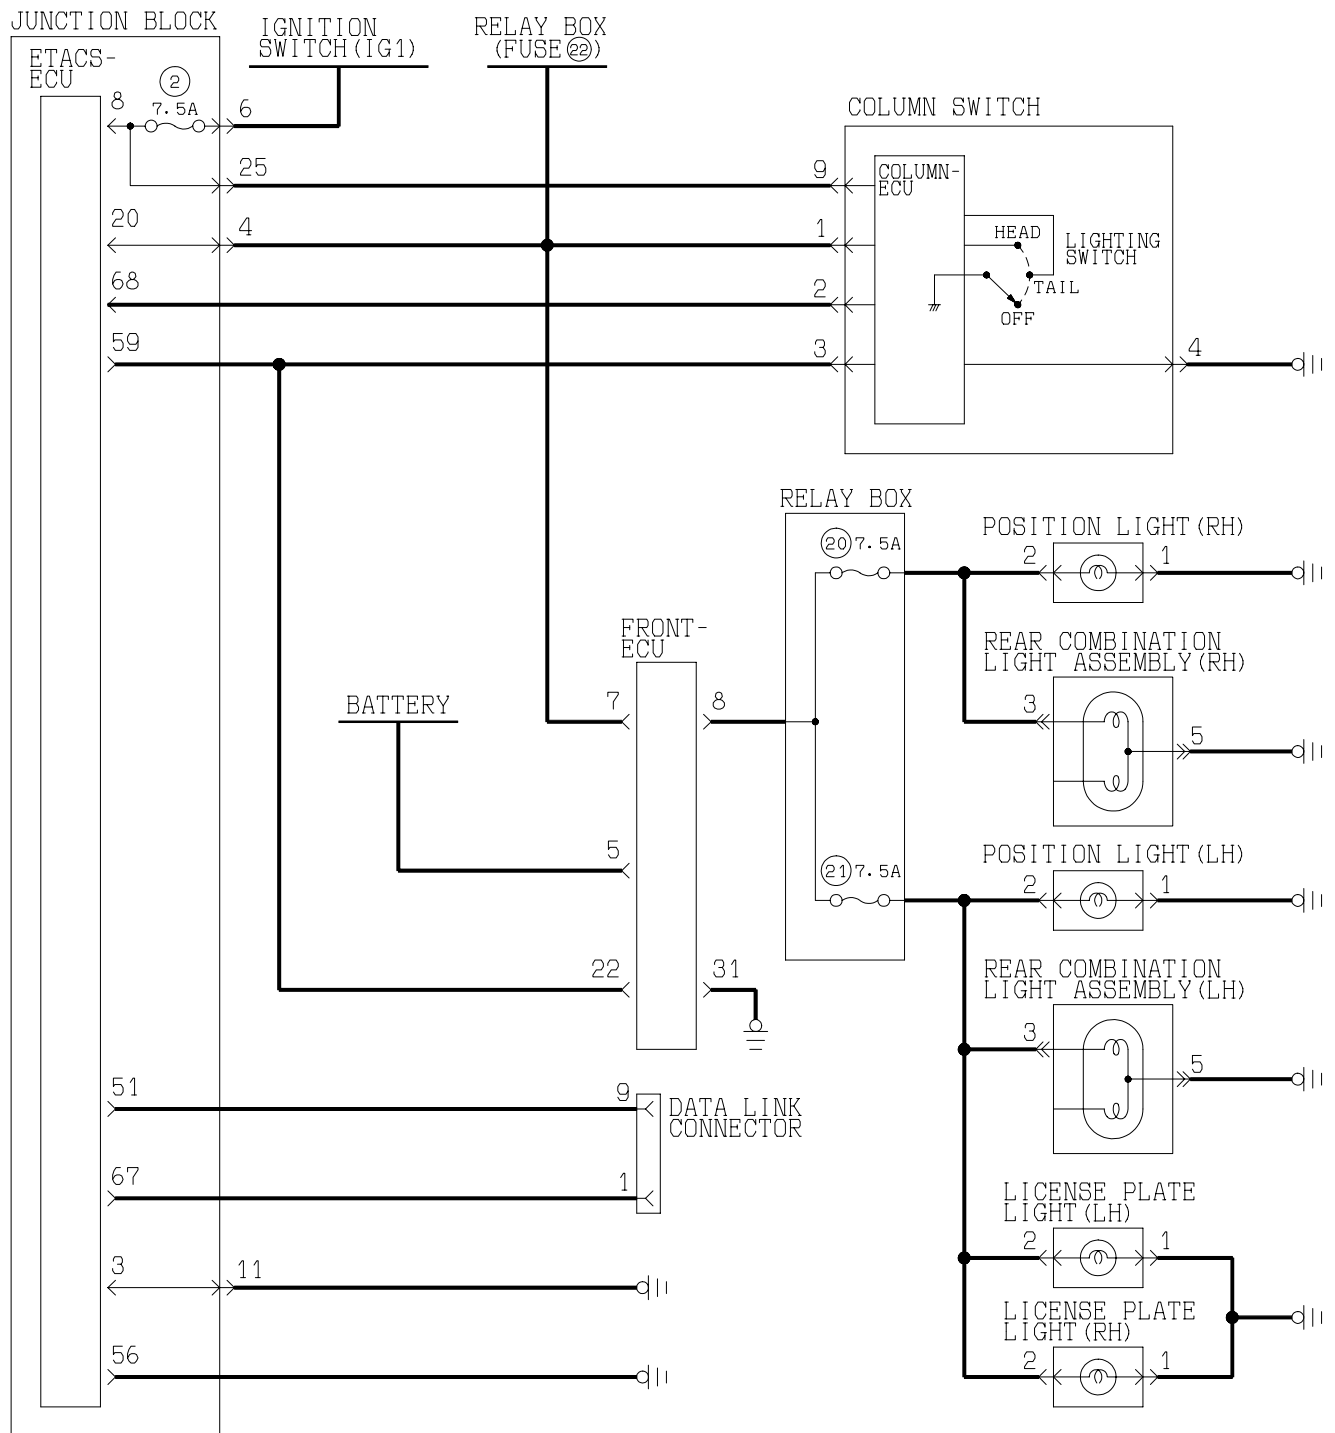 JUNCTION BLOCK
IGNITION
SWITCH(IG1)
RELAY BOX
(FUSE 22)
ETACS-
ECU
2
7.5A
8
6
COLUMN SWITCH
25
9
COLUMN-
ECU
20
4
1
HEAD
LIGHTING
SWITCH
68
2
TAIL
OFF
59
3
4
RELAY BOX
POSITION LIGHT(RH)
20 7.5A
2
1
FRONT-
ECU
REAR COMBINATION
LIGHT ASSEMBLY(RH)
BATTERY
7
8
3
5
5
21 7.5A
POSITION LIGHT(LH)
2
1
22
31
REAR COMBINATION
LIGHT ASSEMBLY(LH)
3
5
51
9
DATA LINK
CONNECTOR
67
1
LICENSE PLATE
LIGHT(LH)
2
1
3
11
LICENSE PLATE
LIGHT(RH)
56
2
1